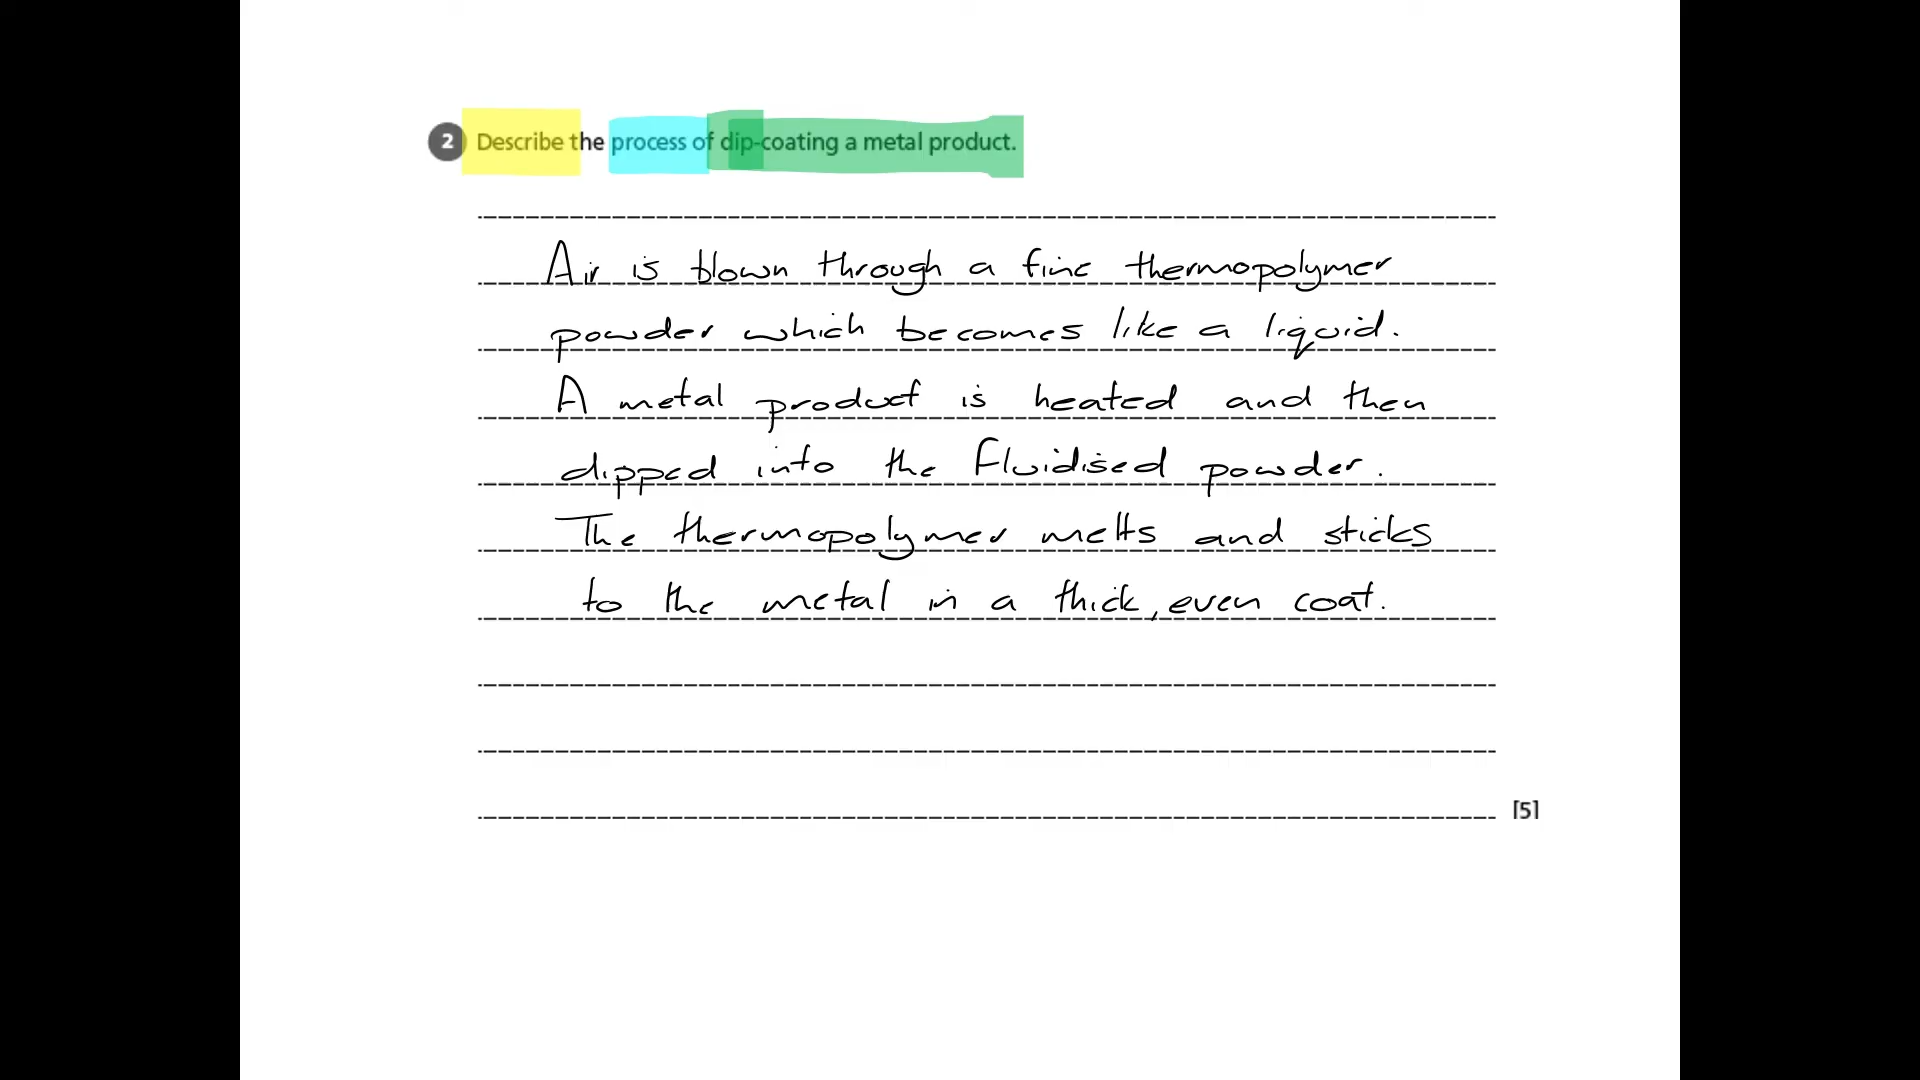 2 Describe the process of dip-coating a metal product.
Air is blown through a fine thermopolymer
powder which becomes like a liquid.
A metal product is heated and then
dipped into the fluidised powder.
The thermopolymer melts and sticks
to the metal in a thick, even coat.
[5]